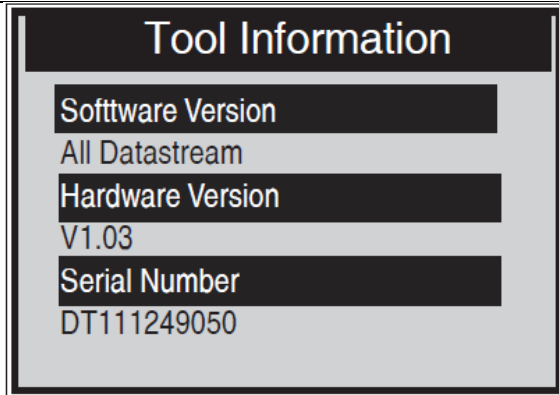 Tool Information
Softtware Version
All Datastream
Hardware Version
V1.03
Serial Number
DT111249050